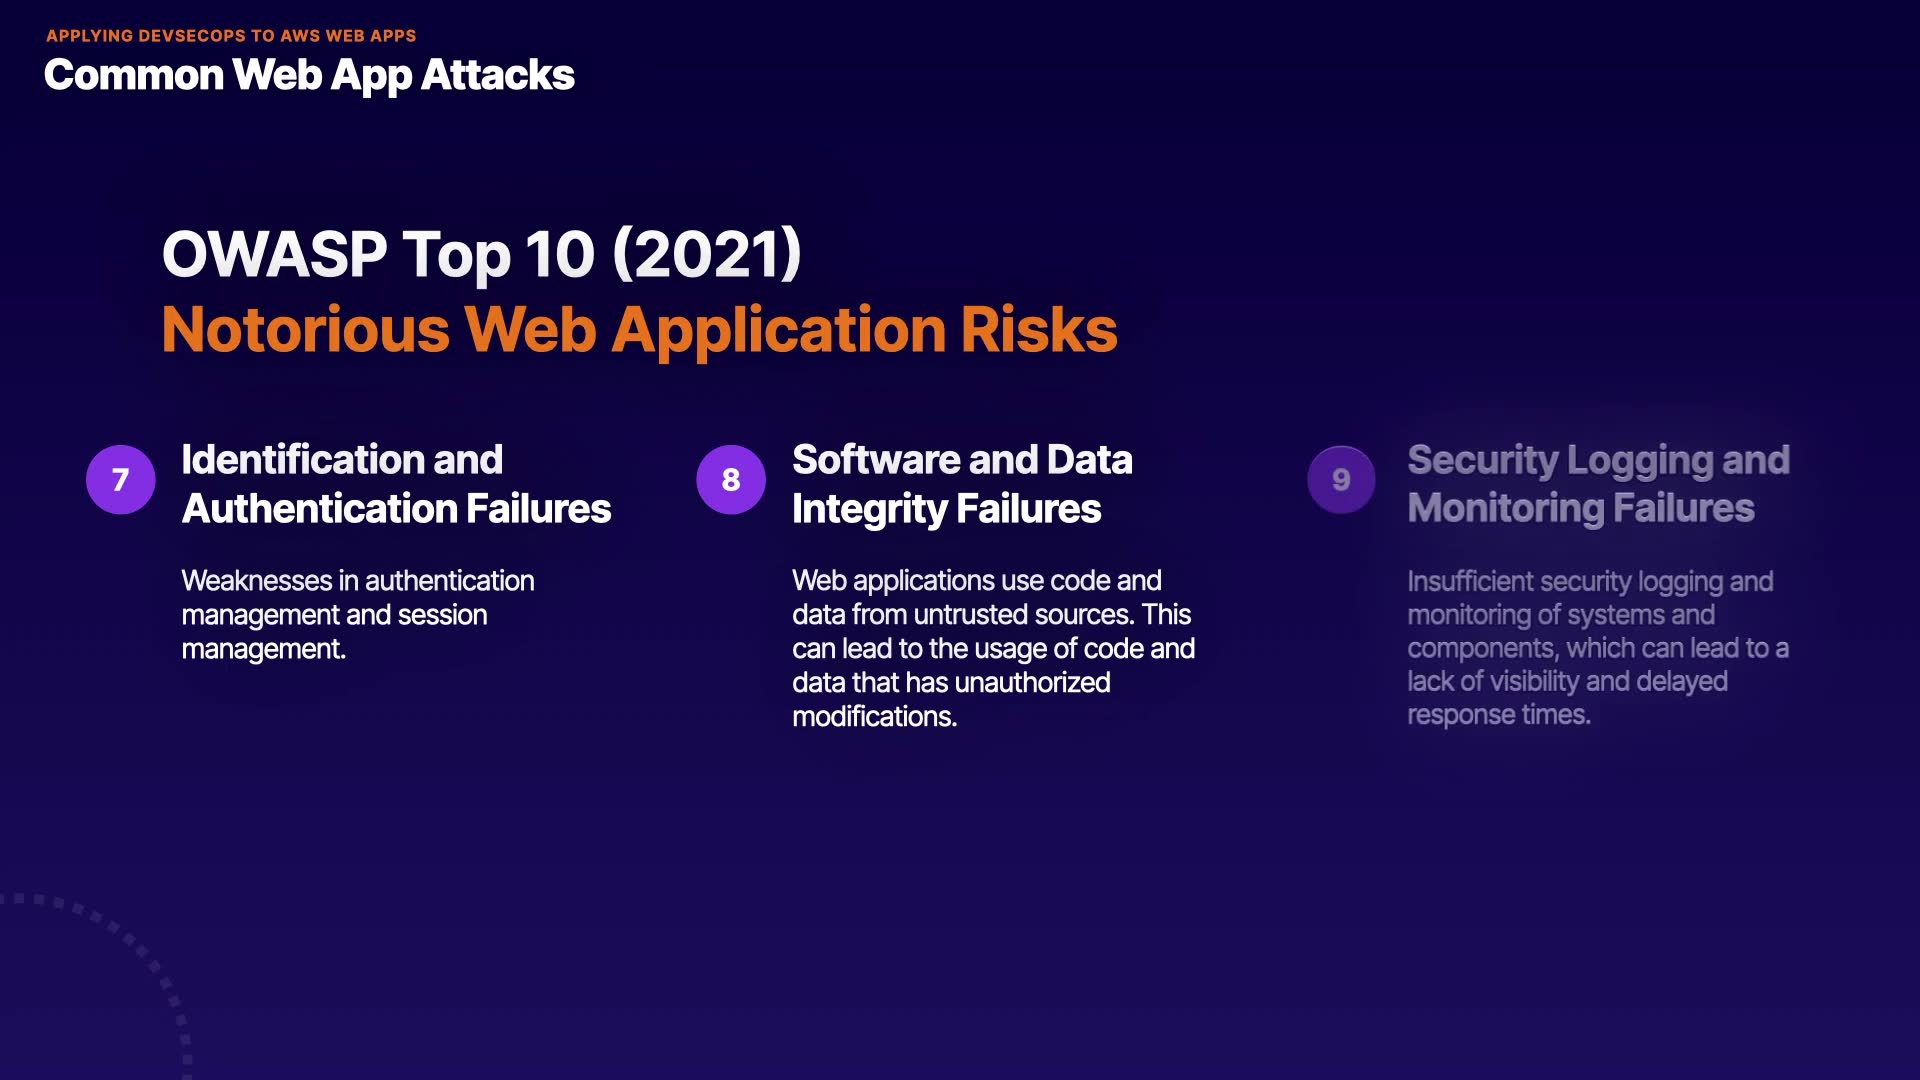 APPLYING DEVSECOPS TO AWS WEB APPS
Common Web App Attacks
OWASP Top 10 (2021)
Notorious Web Application Risks
7
Identification and
Authentication Failures
Weaknesses in authentication
management and session
management.
8
Software and Data
Integrity Failures
Web applications use code and
data from untrusted sources. This
can lead to the usage of code and
data that has unauthorized
modifications.
9
Security Logging and
Monitoring Failures
Insufficient security logging and
monitoring of systems and
components, which can lead to a
lack of visibility and delayed
response times.